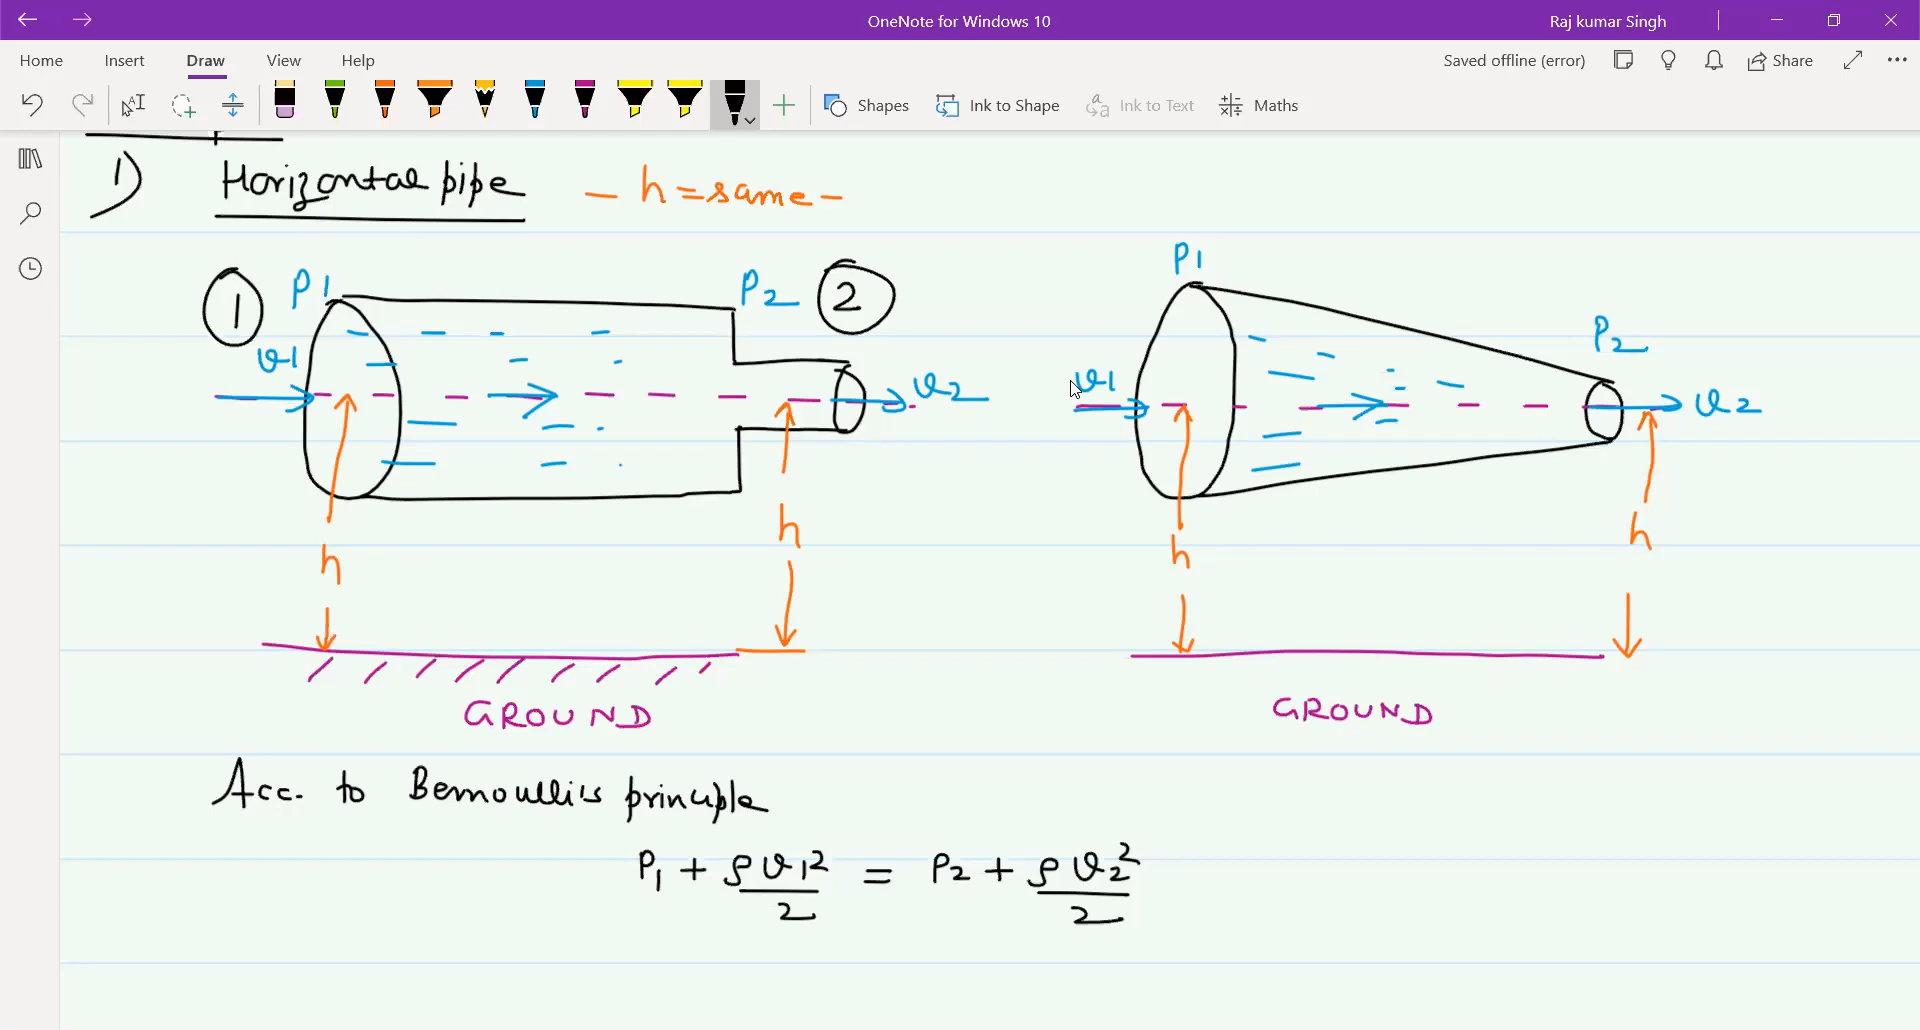 OneNote for Windows 10
Raj kumar Singh
Home Insert Draw View Help
Saved offline (error)
Share
Shapes
Ink to Shape
Ink to Text
Maths
1) Horizontal pipe - h = same -
1 P1 P2 2
v1
v2
h
h
GROUND
P1
P2
v1
v2
h
h
GROUND
Acc. to Bernoulli's principle
P₁ + ρv1²/2 = P2 + ρv2²/2